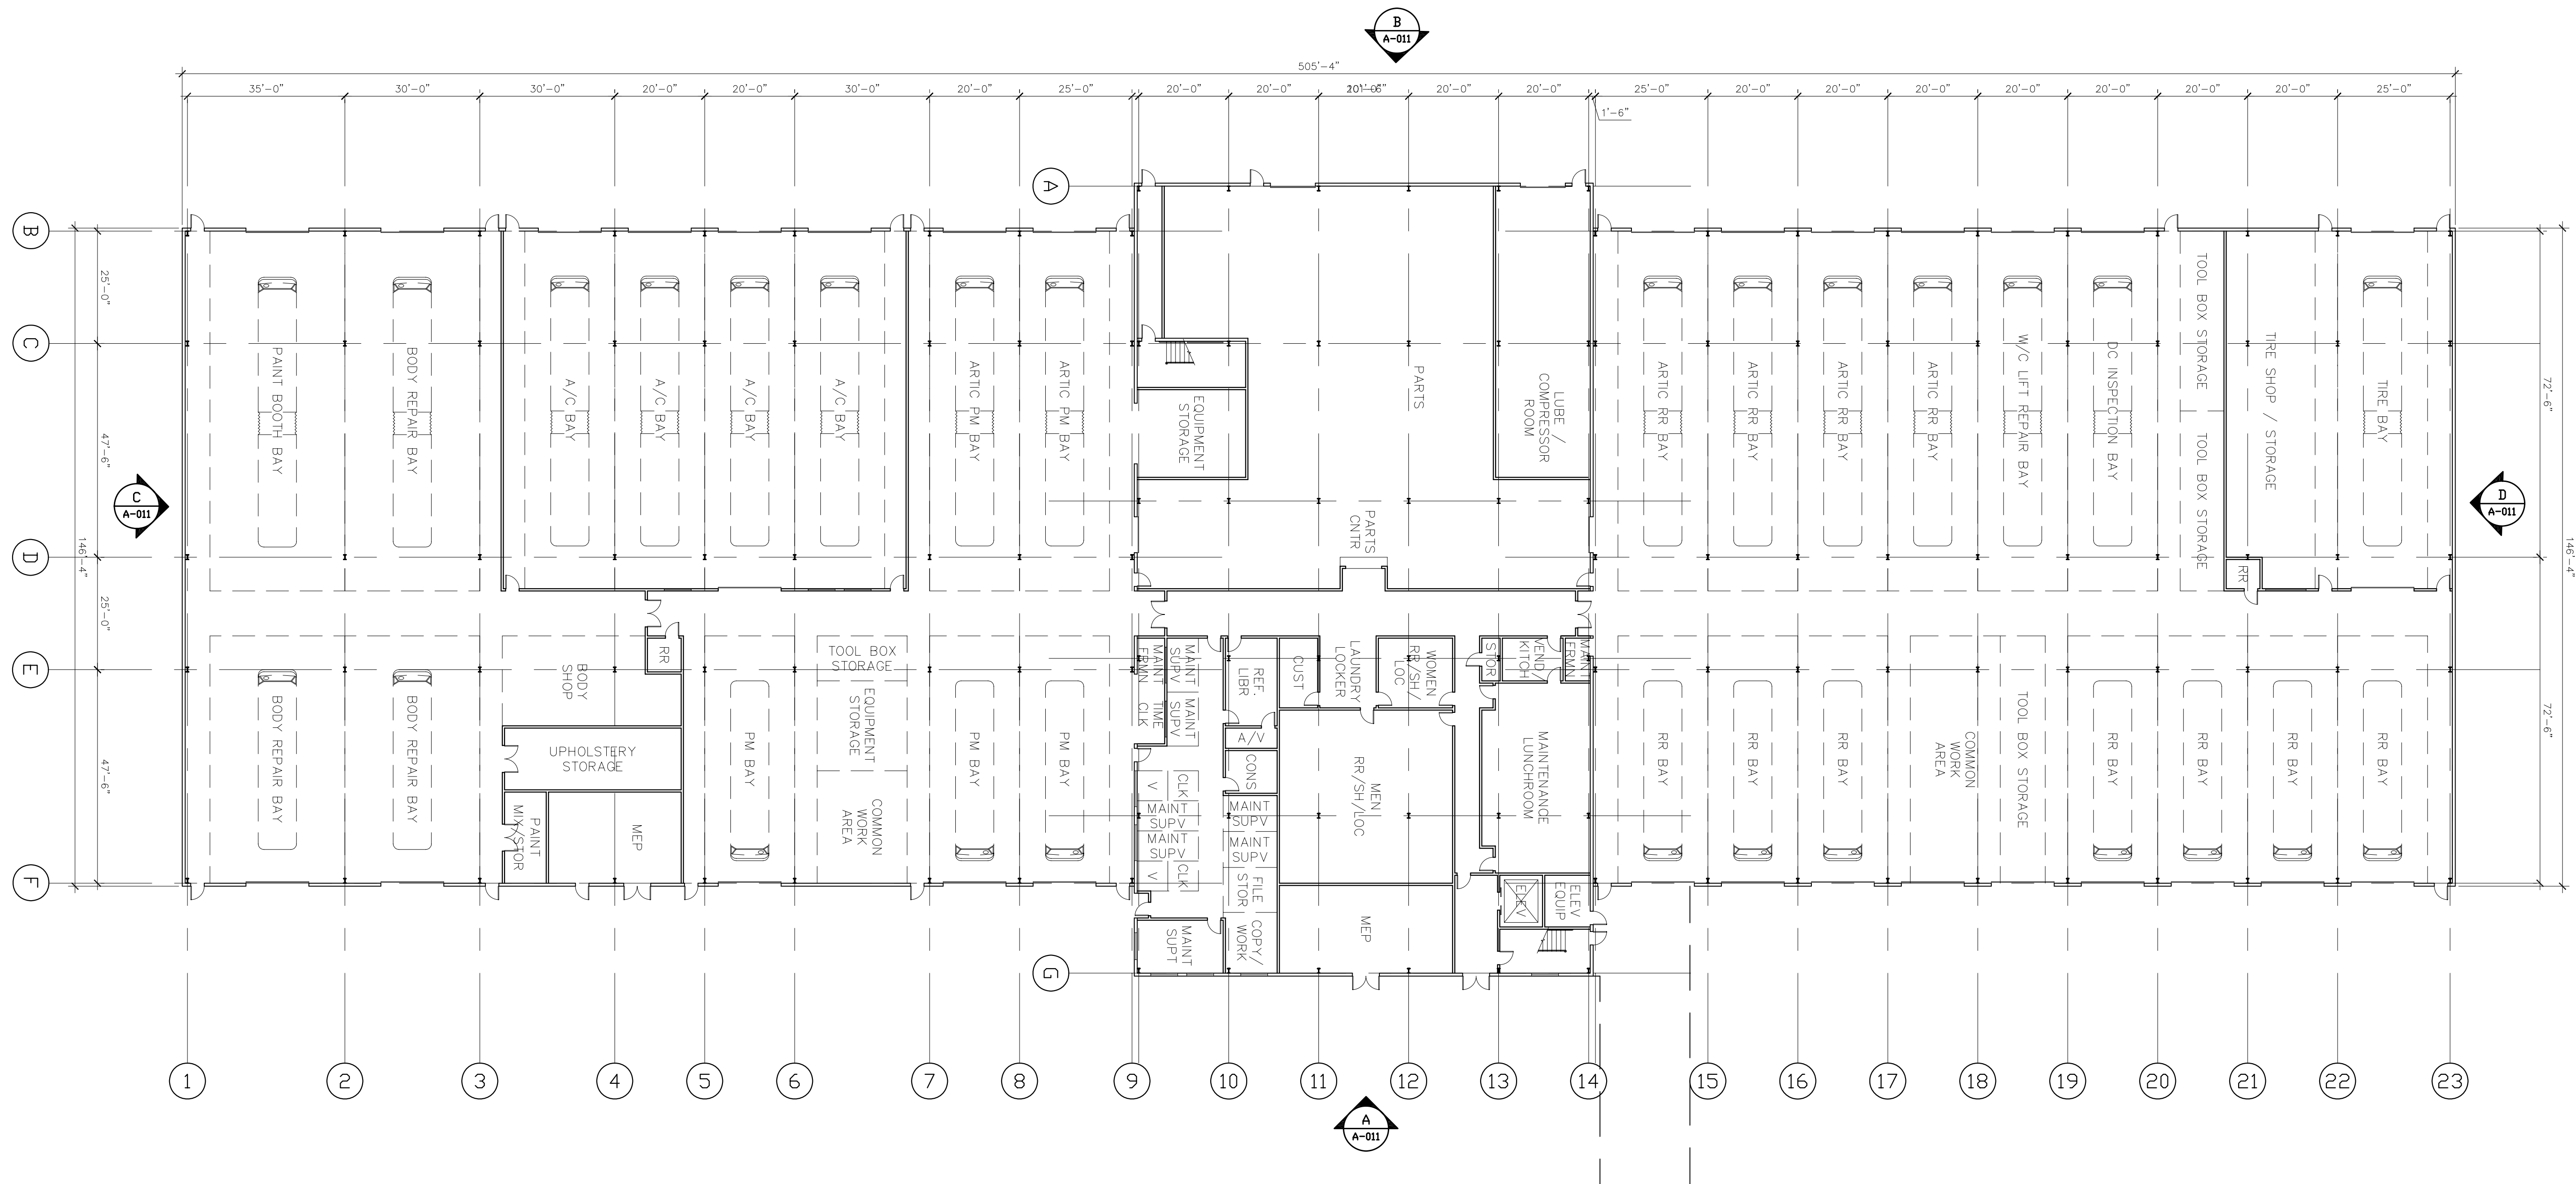 B
A-011
505'-4"
35'-0"
30'-0"
30'-0"
20'-0"
20'-0"
30'-0"
20'-0"
25'-0"
20'-0"
20'-0"
20'-0"
20'-0"
25'-0"
20'-0"
20'-0"
20'-0"
20'-0"
20'-0"
20'-0"
20'-0"
25'-0"
1'-6"
A
B
C
D
E
F
G
25'-0"
47'-6"
25'-0"
47'-6"
146'-4"
72'-6"
72'-6"
146'-4"
C
A-011
D
A-011
PAINT BOOTH BAY
BODY REPAIR BAY
A/C BAY
A/C BAY
A/C BAY
A/C BAY
ARTIC PM BAY
ARTIC PM BAY
EQUIPMENT
STORAGE
PARTS
LUBE /
COMPRESSOR
ROOM
PARTS
CNTR
ARTIC RR BAY
ARTIC RR BAY
ARTIC RR BAY
ARTIC RR BAY
W/C LIFT REPAIR BAY
DC INSPECTION BAY
TOOL BOX STORAGE
TOOL BOX STORAGE
TIRE SHOP / STORAGE
TIRE BAY
RR
BODY REPAIR BAY
BODY REPAIR BAY
BODY
SHOP
RR
UPHOLSTERY
STORAGE
PAINT
MIX/STOR
MEP
PM BAY
TOOL BOX
STORAGE
EQUIPMENT
STORAGE
COMMON
WORK
AREA
PM BAY
PM BAY
MAINT
FRMN
MAINT
SUPV
TIME
CLK
MAINT
SUPV
REF.
LIBR
CUST
LAUNDRY
LOCKER
WOMEN
RR/SH/
LOC
STOR
VEND/
KITCH
MAINT
FRMN
A/V
CONS
V
CLK
MAINT
SUPV
MAINT
SUPV
V
CLK
MAINT
SUPV
MAINT
SUPV
FILE
STOR
COPY/
WORK
MAINT
SUPT
MEN
RR/SH/LOC
MEP
MAINTENANCE
LUNCHROOM
ELEV
ELEV
EQUIP
RR BAY
RR BAY
RR BAY
COMMON
WORK
AREA
TOOL BOX STORAGE
RR BAY
RR BAY
RR BAY
RR BAY
1
2
3
4
5
6
7
8
9
10
11
12
13
14
15
16
17
18
19
20
21
22
23
A
A-011